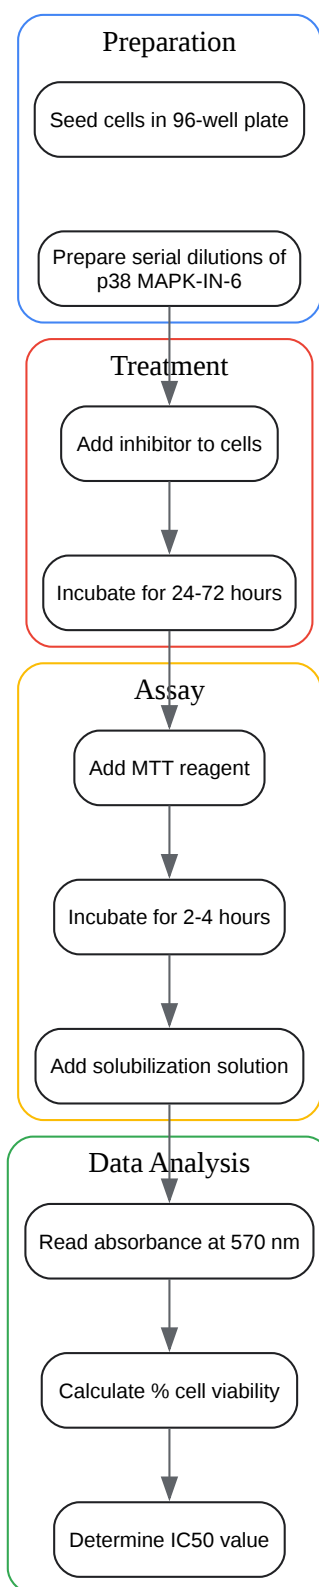 Preparation
Seed cells in 96-well plate
Prepare serial dilutions of
p38 MAPK-IN-6
Treatment
Add inhibitor to cells
Incubate for 24-72 hours
Assay
Add MTT reagent
Incubate for 2-4 hours
Add solubilization solution
Data Analysis
Read absorbance at 570 nm
Calculate % cell viability
Determine IC50 value